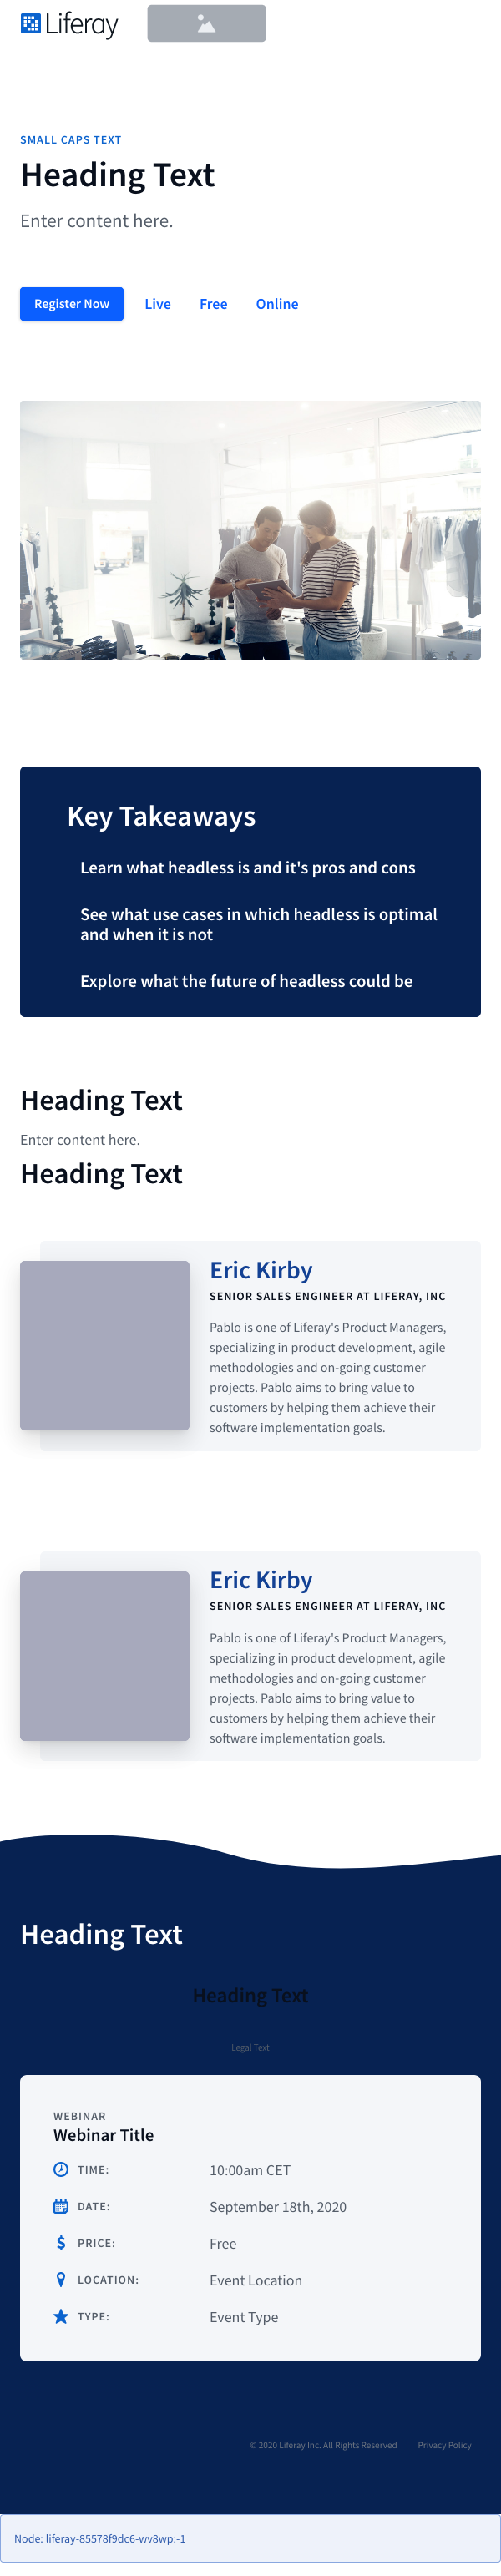 Liferay
SMALL CAPS TEXT
Heading Text
Enter content here.
Register Now
Live
Free
Online
Key Takeaways
Learn what headless is and it's pros and cons
See what use cases in which headless is optimal
and when it is not
Explore what the future of headless could be
Heading Text
Enter content here.
Heading Text
Eric Kirby
SENIOR SALES ENGINEER AT LIFERAY, INC
Pablo is one of Liferay's Product Managers,
specializing in product development, agile
methodologies and on-going customer
projects. Pablo aims to bring value to
customers by helping them achieve their
software implementation goals.
Eric Kirby
SENIOR SALES ENGINEER AT LIFERAY, INC
Pablo is one of Liferay's Product Managers,
specializing in product development, agile
methodologies and on-going customer
projects. Pablo aims to bring value to
customers by helping them achieve their
software implementation goals.
Heading Text
Heading Text
Legal Text
WEBINAR
Webinar Title
TIME: 10:00am CET
DATE: September 18th, 2020
PRICE: Free
LOCATION: Event Location
TYPE: Event Type
© 2020 Liferay Inc. All Rights Reserved Privacy Policy
Node: liferay-85578f9dc6-wv8wp:-1